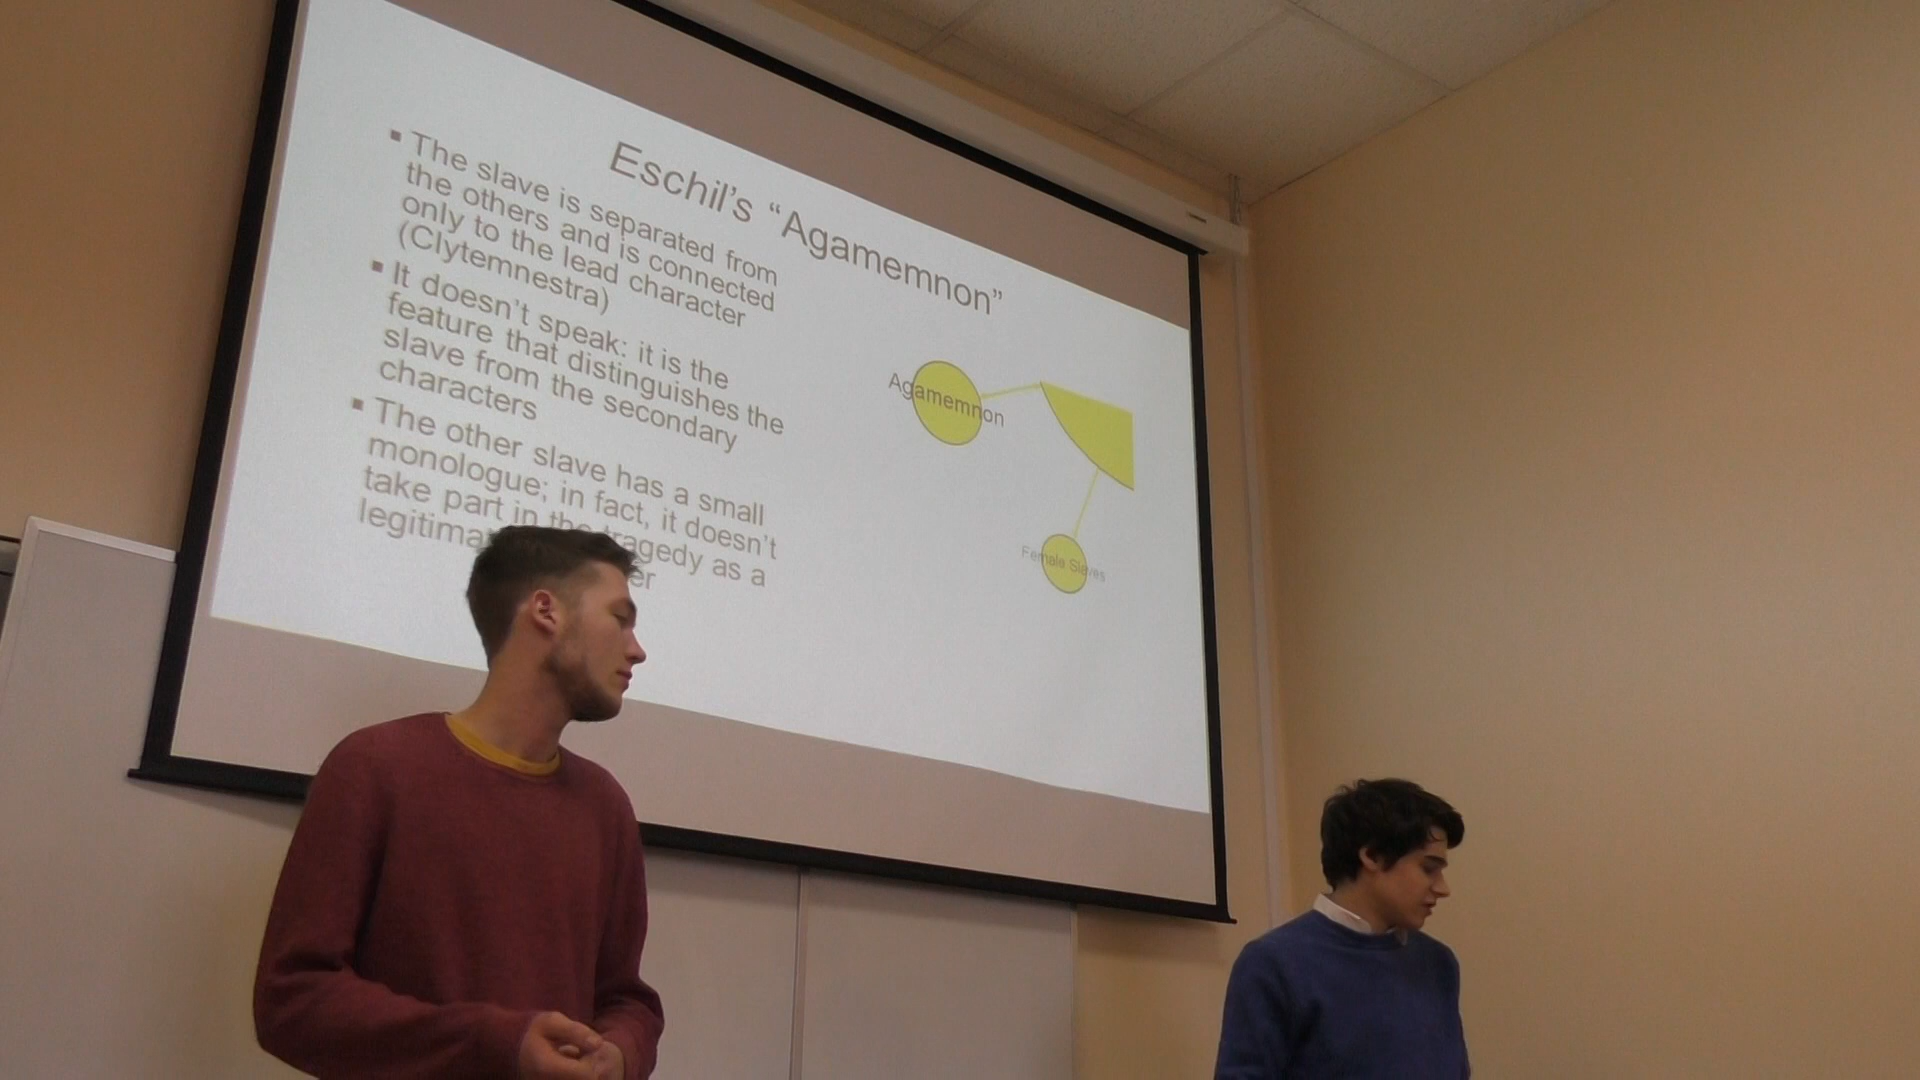 Eschil's “Agamemnon”
▪ The slave is separated from
the others and is connected
only to the lead character
(Clytemnestra)
▪ It doesn't speak: it is the
feature that distinguishes the
slave from the secondary
characters
▪ The other slave has a small
monologue; in fact, it doesn't
take part in the tragedy as a
Agamemnon
Female Slaves